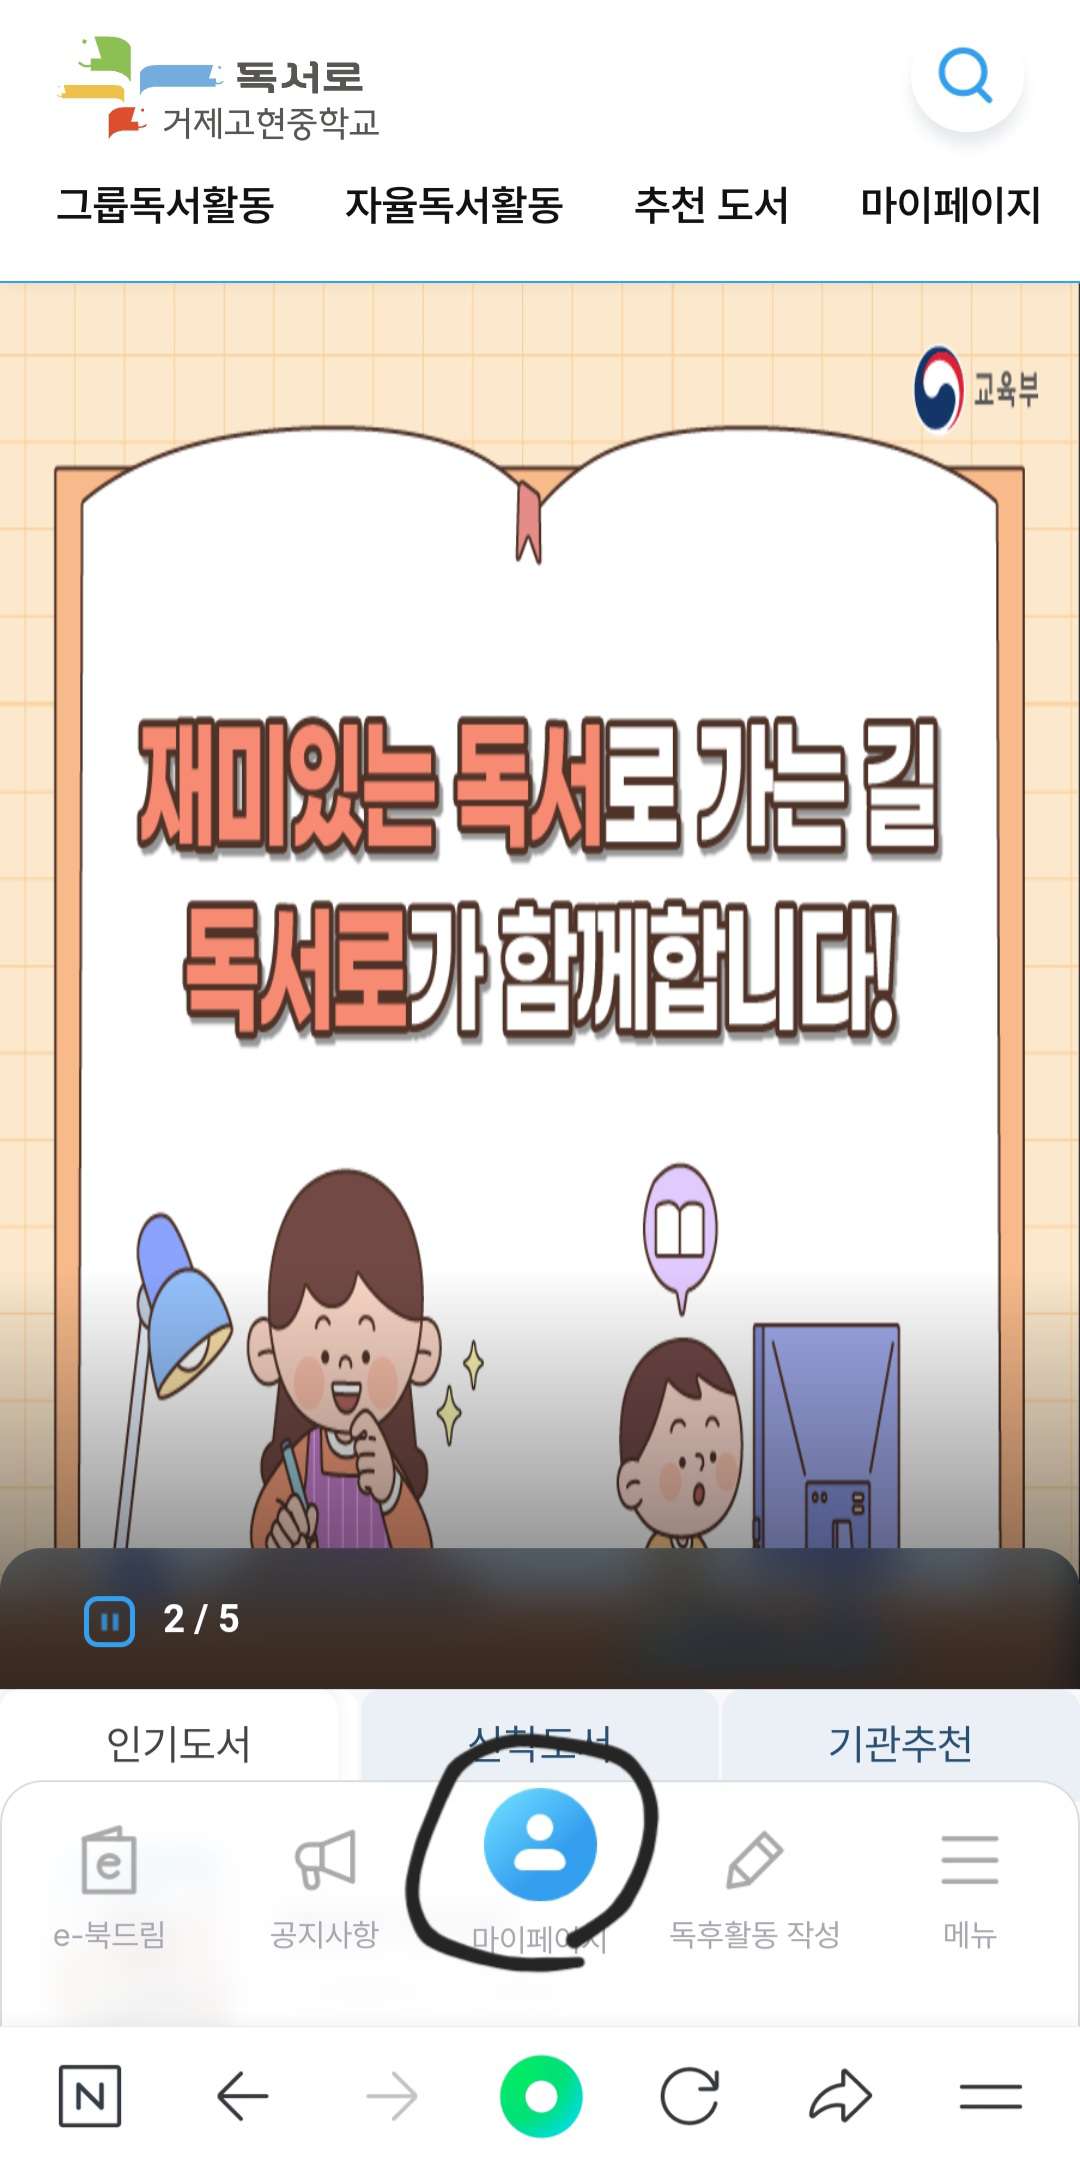 독서로
거제고현중학교
그룹독서활동 자율독서활동 추천 도서 마이페이지
교육부
재미있는 독서로 가는 길
독서로가 함께합니다!
2 / 5
인기도서 신착도서 기관추천
e
e-북드림 공지사항 마이페이지 독후활동 작성 메뉴
N